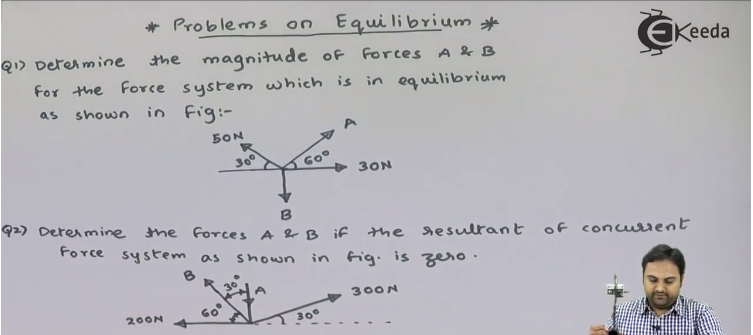 * Problems on Equilibrium *
EKeeda
Q1) Determine the magnitude of forces A & B
for the force system which is in equilibrium
as shown in fig:-
A
50N
30°
60°
30N
B
Q2) Determine the forces A & B if the resultant of concurrent
force system as shown in fig. is zero.
B
30°
A
300N
60°
30°
200N